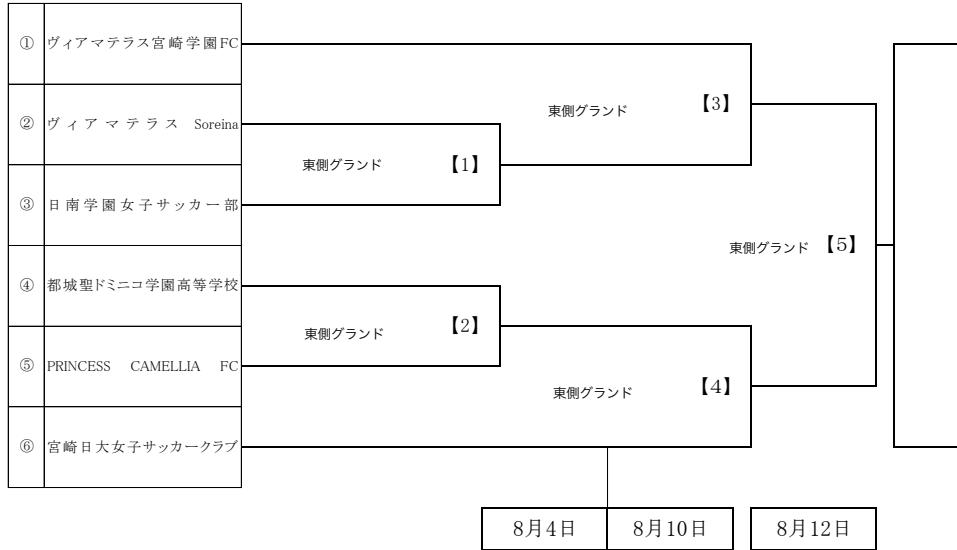 ① ヴィアマテラス宮崎学園FC
東側グランド 【3】
② ヴィアマテラス Soreina
東側グランド 【1】
③ 日南学園女子サッカー部
東側グランド 【5】
④ 都城聖ドミニコ学園高等学校
東側グランド 【2】
⑤ PRINCESS CAMELLIA FC
東側グランド 【4】
⑥ 宮崎日大女子サッカークラブ
8月4日 8月10日 8月12日